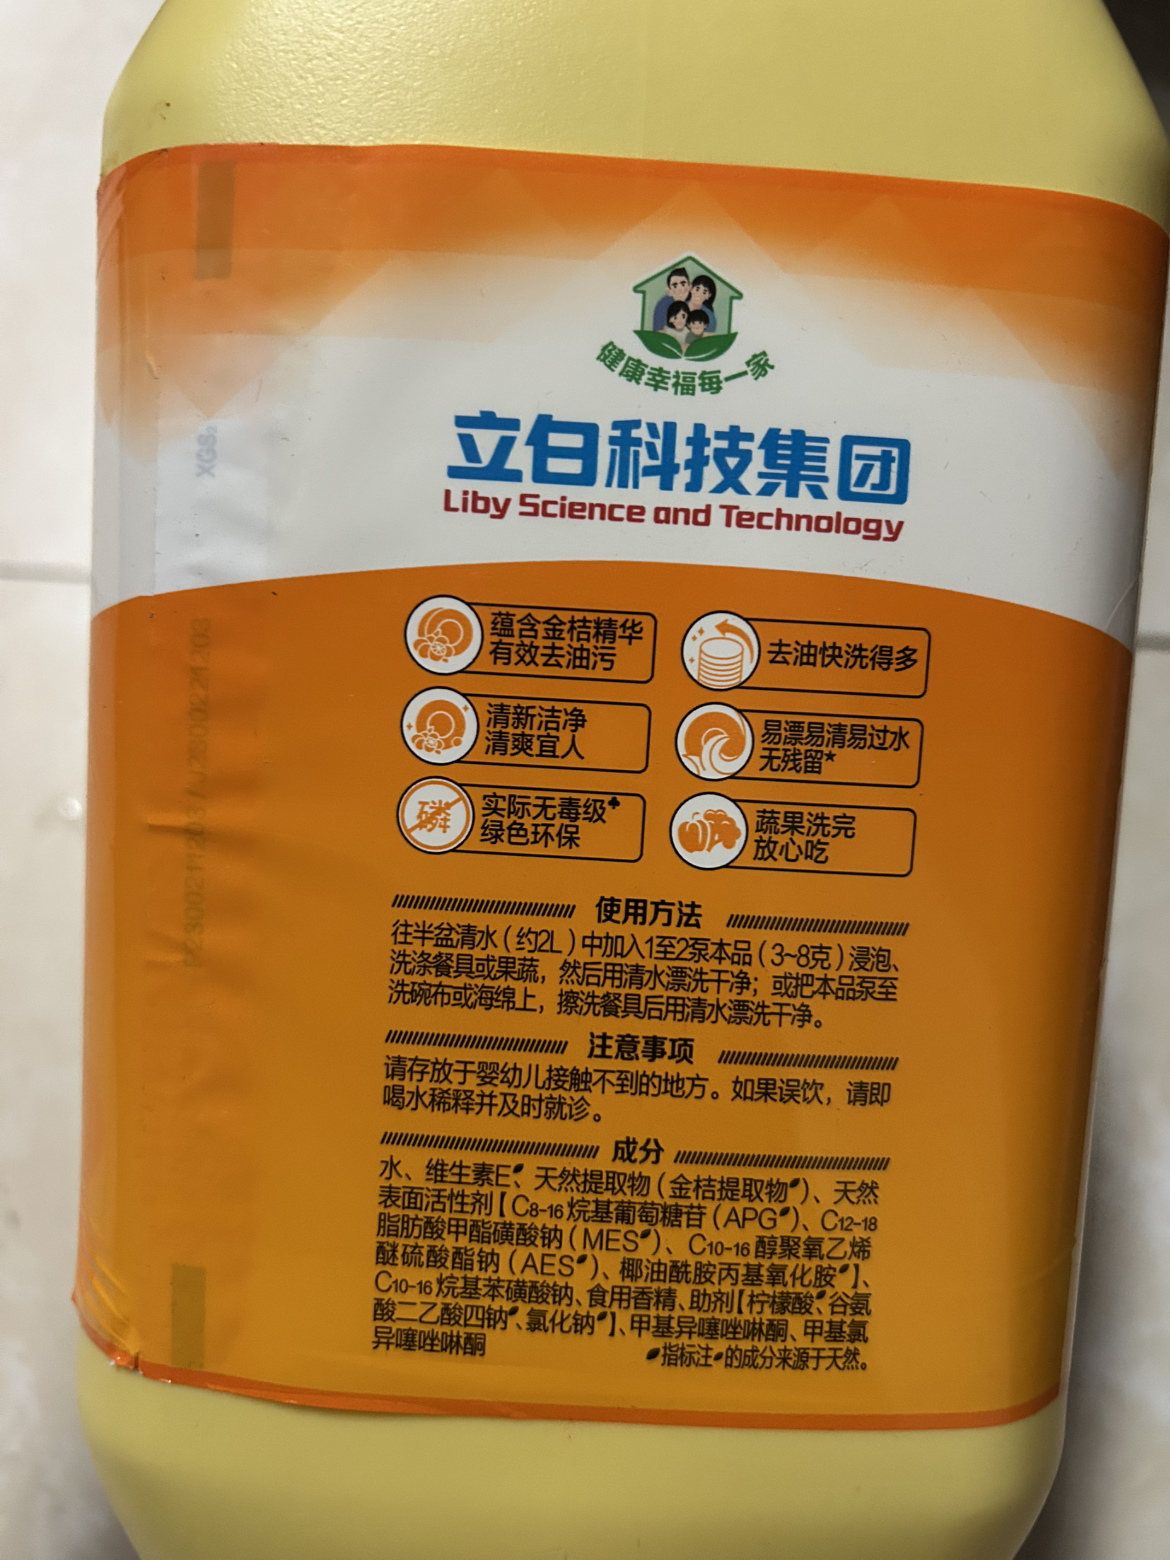 健康幸福每一家
立白科技集团
Liby Science and Technology
蕴含金桔精华
有效去油污
去油快洗得多
清新洁净
清爽宜人
易漂易清易过水
无残留*
磷
实际无毒级♣
绿色环保
蔬果洗完
放心吃
使用方法
往半盆清水（约2L）中加入1至2泵本品（3~8克）浸泡、
洗涤餐具或果蔬，然后用清水漂洗干净；或把本品泵至
洗碗布或海绵上，擦洗餐具后用清水漂洗干净。
注意事项
请存放于婴幼儿接触不到的地方。如果误饮，请即
喝水稀释并及时就诊。
成分
水、维生素E、天然提取物（金桔提取物）、天然
表面活性剂【C8-16烷基葡萄糖苷（APG）、C12-18
脂肪酸甲酯磺酸钠（MES）、C10-16醇聚氧乙烯
醚硫酸酯钠（AES）、椰油酰胺丙基氧化胺】、
C10-16烷基苯磺酸钠、食用香精、助剂【柠檬酸、谷氨
酸二乙酸四钠、氯化钠】、甲基异噻唑啉酮、甲基氯
异噻唑啉酮
指标注的成分来源于天然。
XGS₂